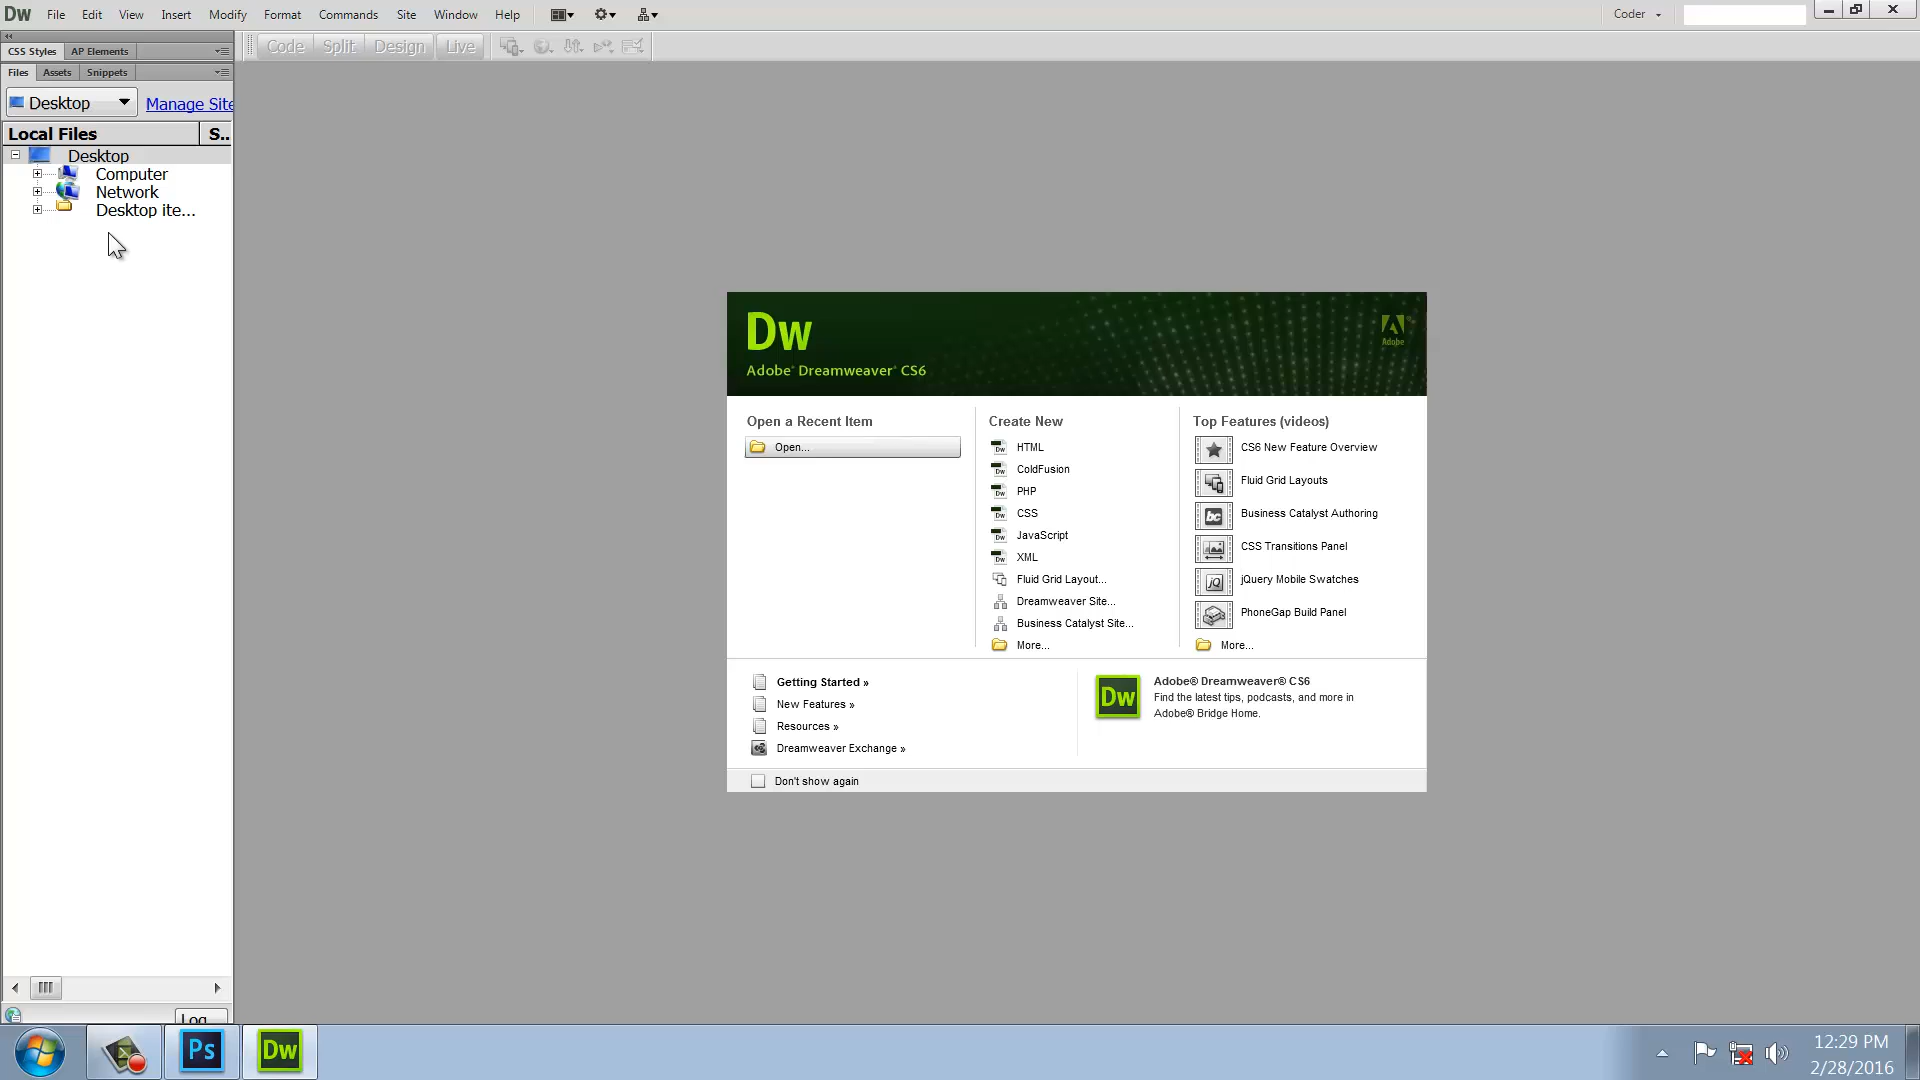 Dw File Edit View Insert Modify Format Commands Site Window Help Coder
CSS Styles AP Elements
Code Split Design Live
Files Assets Snippets
Desktop Manage Site
Local Files S..
Desktop
Computer
Network
Desktop ite...
Dw
Adobe
Adobe® Dreamweaver® CS6
Open a Recent Item
Open...
Create New
HTML
ColdFusion
PHP
CSS
JavaScript
XML
Fluid Grid Layout...
Dreamweaver Site...
Business Catalyst Site...
More...
Top Features (videos)
CS6 New Feature Overview
Fluid Grid Layouts
bc Business Catalyst Authoring
CSS Transitions Panel
jQ jQuery Mobile Swatches
PhoneGap Build Panel
More...
Getting Started »
New Features »
Resources »
Dreamweaver Exchange »
Dw
Adobe® Dreamweaver® CS6
Find the latest tips, podcasts, and more in
Adobe® Bridge Home.
Don't show again
Log
Ps Dw
12:29 PM
2/28/2016